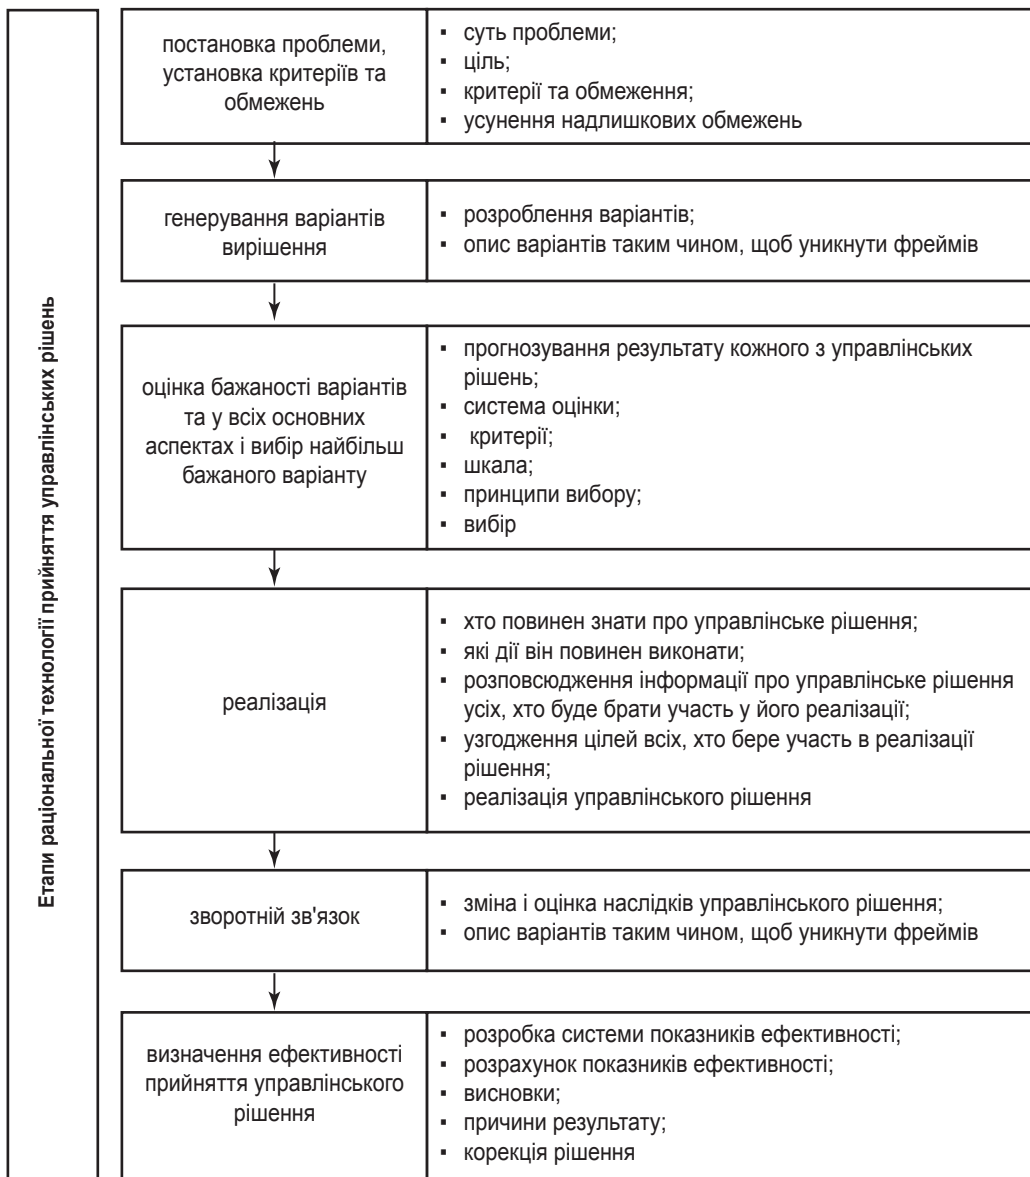 Етапи раціональної технології прийняття управлінських рішень
постановка проблеми,
установка критеріїв та
обмежень
▪ суть проблеми;
▪ ціль;
▪ критерії та обмеження;
▪ усунення надлишкових обмежень
генерування варіантів
вирішення
▪ розроблення варіантів;
▪ опис варіантів таким чином, щоб уникнути фреймів
оцінка бажаності варіантів
та у всіх основних
аспектах і вибір найбільш
бажаного варіанту
▪ прогнозування результату кожного з управлінських
рішень;
▪ система оцінки;
▪ критерії;
▪ шкала;
▪ принципи вибору;
▪ вибір
реалізація
▪ хто повинен знати про управлінське рішення;
▪ які дії він повинен виконати;
▪ розповсюдження інформації про управлінське рішення
усіх, хто буде брати участь у його реалізації;
▪ узгодження цілей всіх, хто бере участь в реалізації
рішення;
▪ реалізація управлінського рішення
зворотній зв'язок
▪ зміна і оцінка наслідків управлінського рішення;
▪ опис варіантів таким чином, щоб уникнути фреймів
визначення ефективності
прийняття управлінського
рішення
▪ розробка системи показників ефективності;
▪ розрахунок показників ефективності;
▪ висновки;
▪ причини результату;
▪ корекція рішення